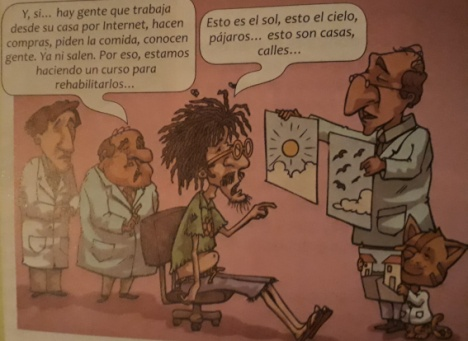 Y, si... hay gente que trabaja
desde su casa por Internet, hacen
compras, piden la comida, conocen
gente. Ya ni salen. Por eso, estamos
haciendo un curso para
rehabilitarlos...
Esto es el sol, esto el cielo,
pájaros... esto son casas,
calles...